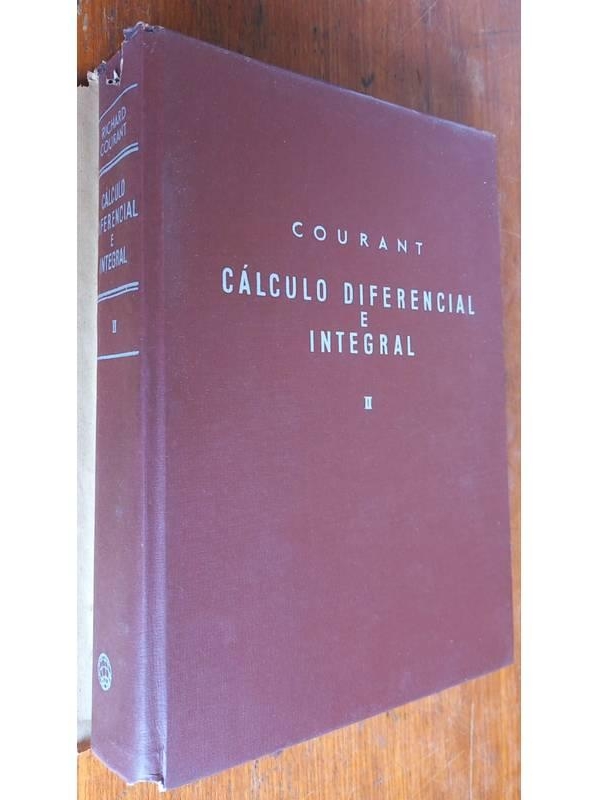 RICHARD
COURANT
CÁLCULO
DIFERENCIAL
E
INTEGRAL
II
COURANT
CÁLCULO DIFERENCIAL
E
INTEGRAL
II